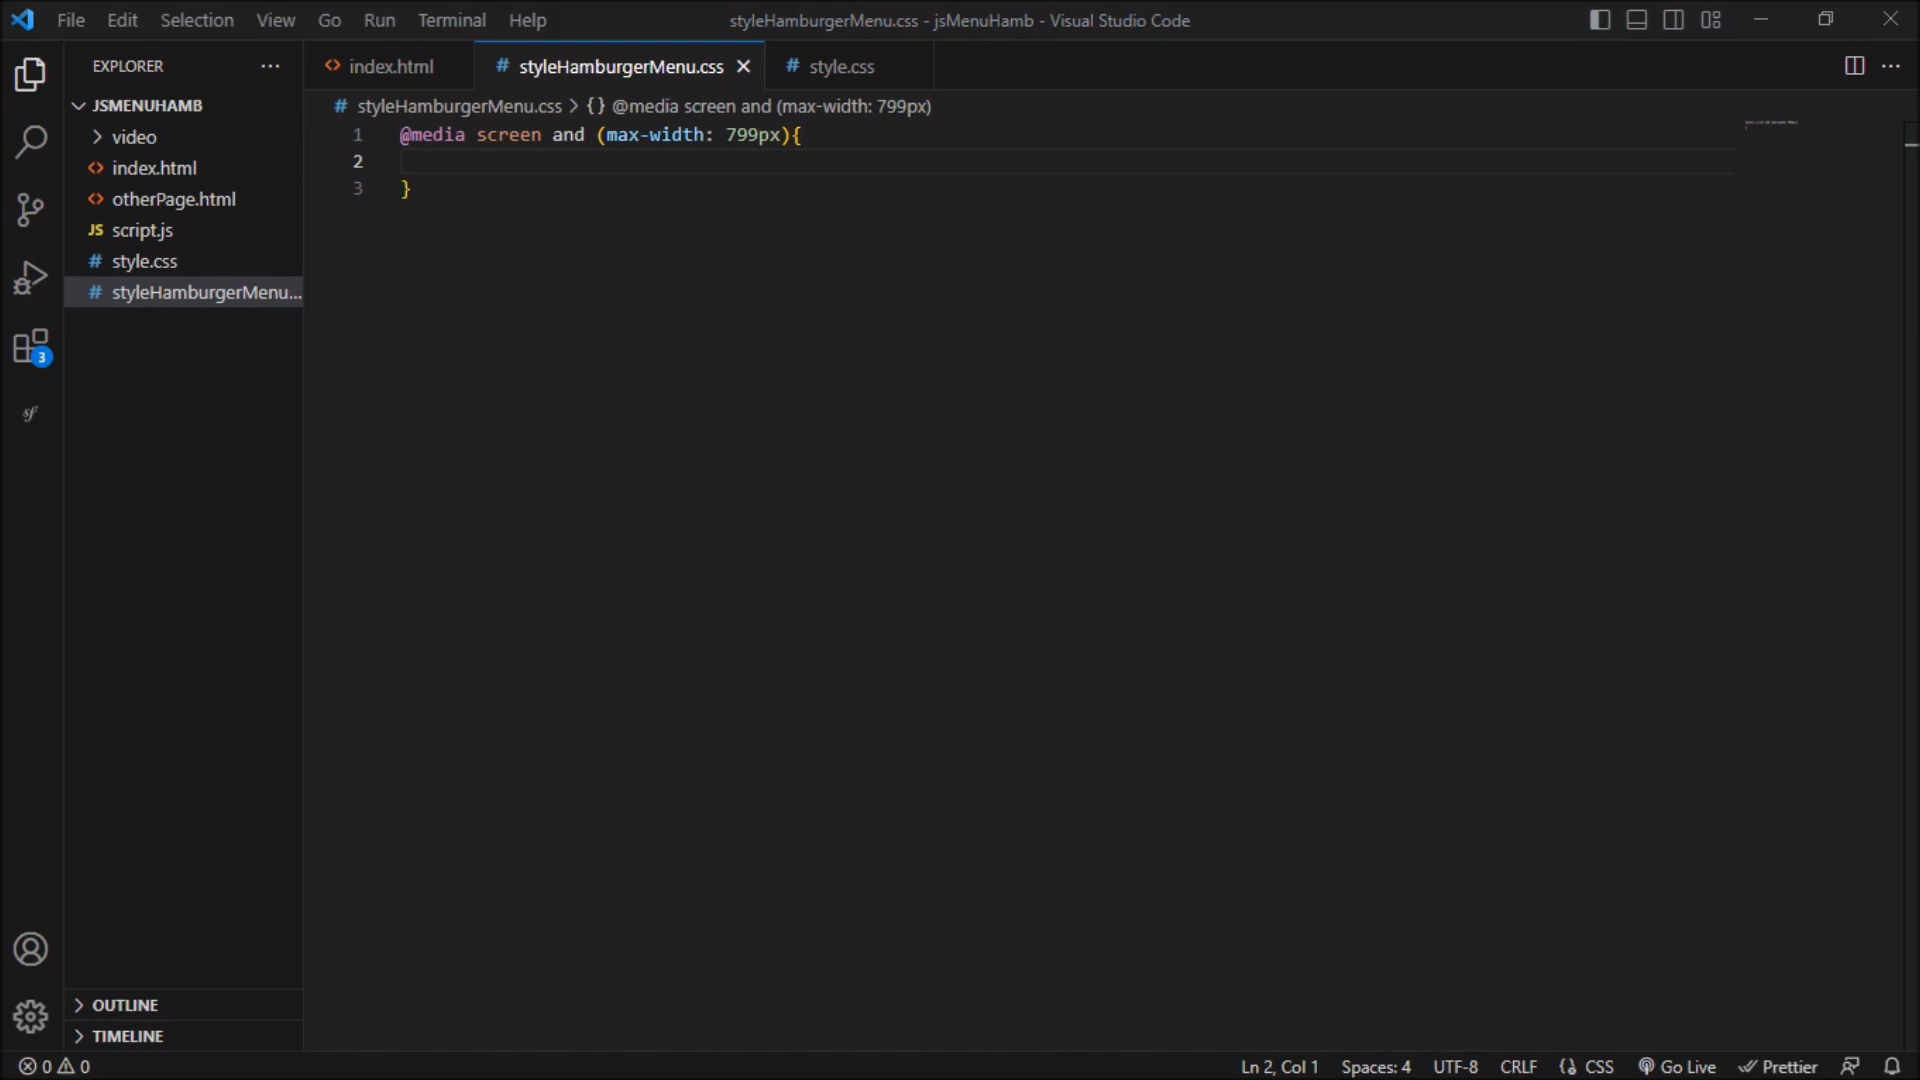 File Edit Selection View Go Run Terminal Help
styleHamburgerMenu.css - jsMenuHamb - Visual Studio Code
EXPLORER
index.html
styleHamburgerMenu.css
style.css
JSMENUHAMB
video
index.html
otherPage.html
JS script.js
# style.css
# styleHamburgerMenu...
3
OUTLINE
TIMELINE
# styleHamburgerMenu.css > {} @media screen and (max-width: 799px)
1 @media screen and (max-width: 799px){
2
3 }
0 0
Ln 2, Col 1 Spaces: 4 UTF-8 CRLF CSS Go Live Prettier